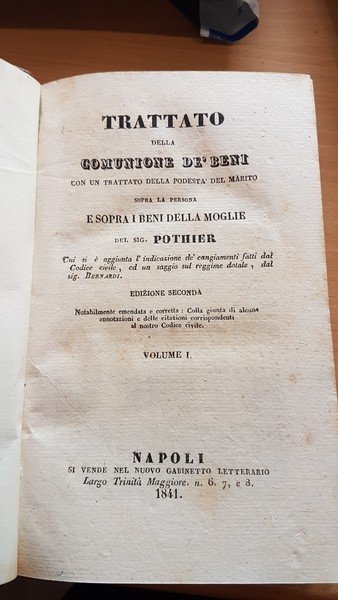 TRATTATO
DELLA
COMUNIONE DE' BENI
CON UN TRATTATO DELLA PODESTA' DEL MARITO
SOPRA LA PERSONA
E SOPRA I BENI DELLA MOGLIE
DEL SIG. POTHIER
Cui si è aggiunta l'indicazione de' cangiamenti fatti dal
Codice civile, ed un saggio sul reggime dotale, dal
sig. BERNARDI.
EDIZIONE SECONDA
Notabilmente emendata e corretta: Colla giunta di alcune
annotazioni e delle citazioni corrispondenti
al nostro Codice civile.
VOLUME I.
NAPOLI
SI VENDE NEL NUOVO GABINETTO LETTERARIO
Largo Trinità Maggiore. n. 6. 7, e 8.
1841.